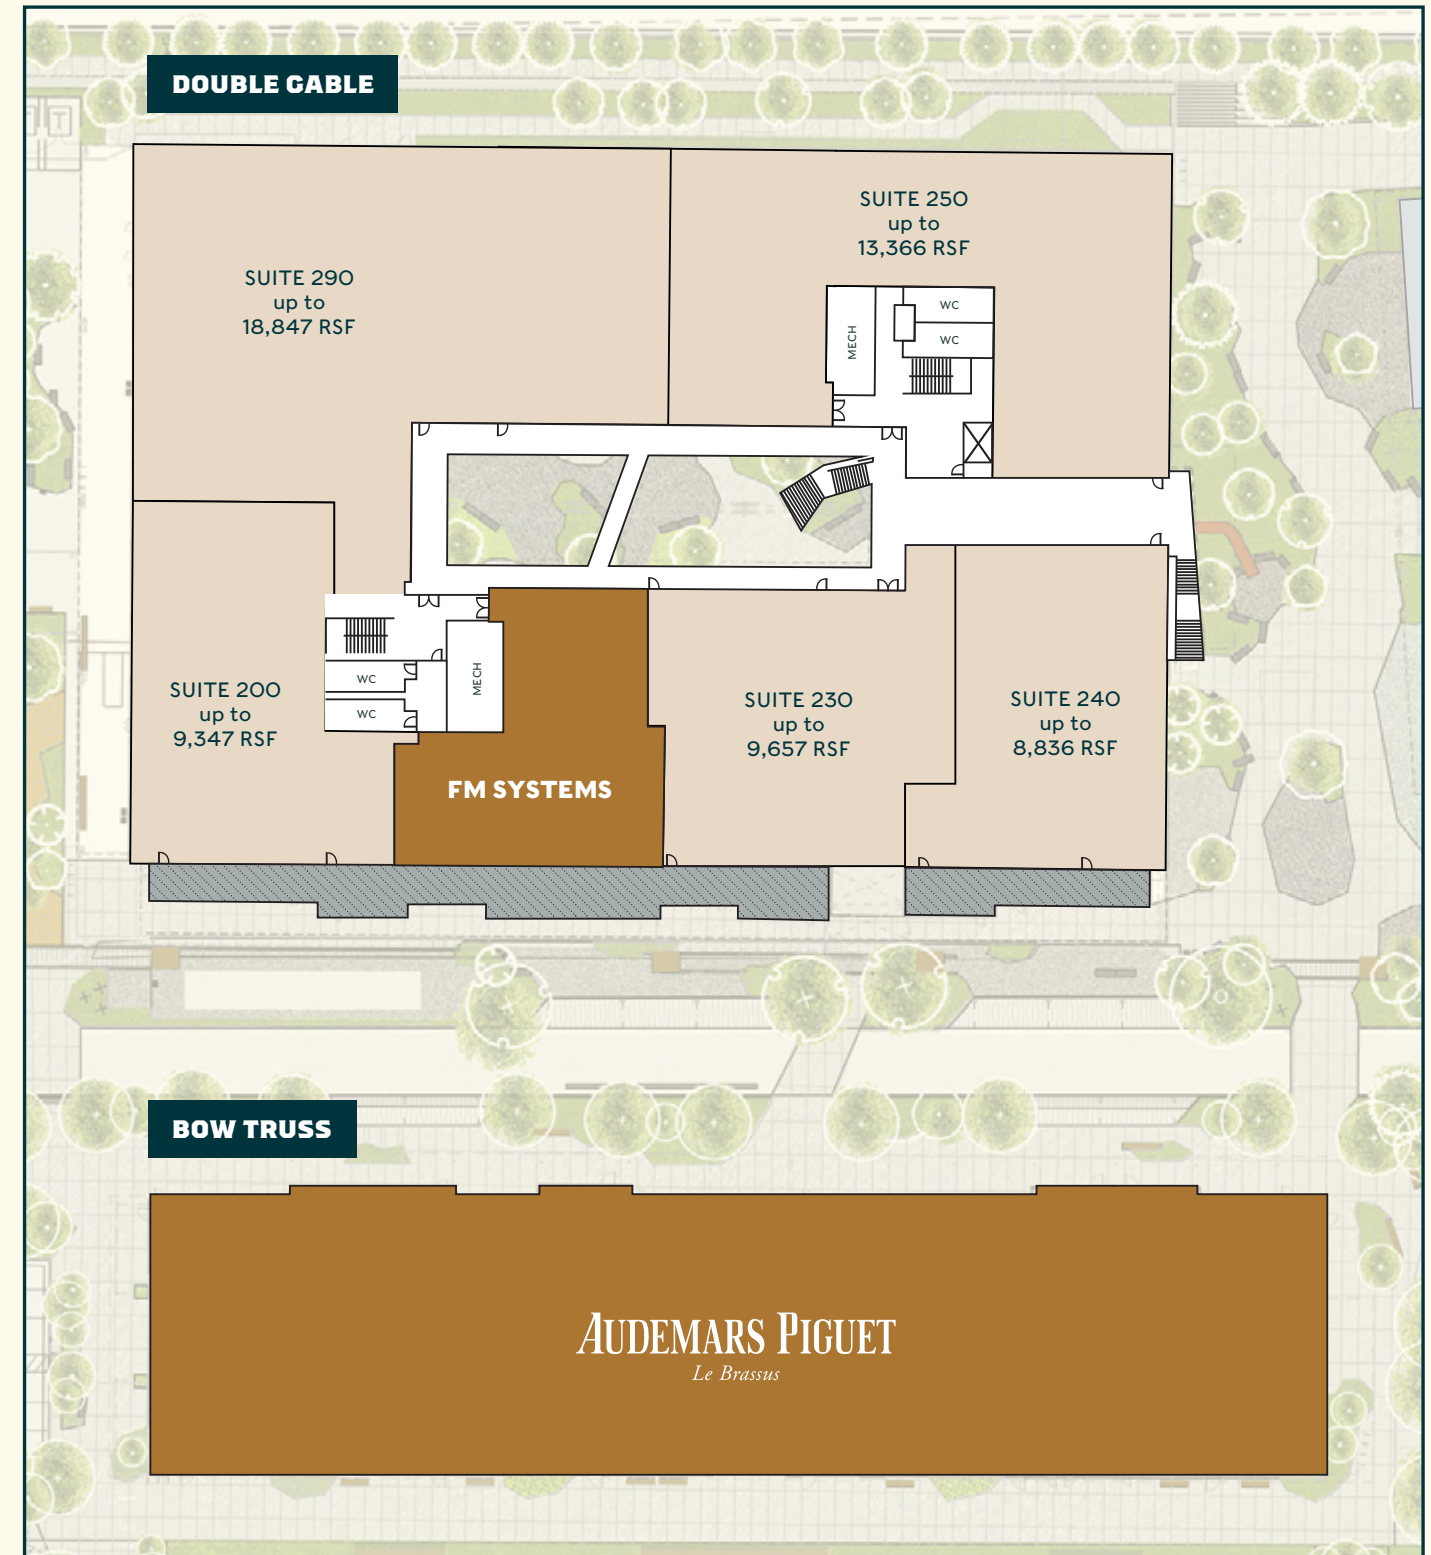 DOUBLE GABLE
SUITE 250
up to
13,366 RSF
SUITE 290
up to
18,847 RSF
MECH
WC
WC
SUITE 200
up to
9,347 RSF
WC
WC
MECH
FM SYSTEMS
SUITE 230
up to
9,657 RSF
SUITE 240
up to
8,836 RSF
BOW TRUSS
AUDEMARS PIGUET
Le Brassus